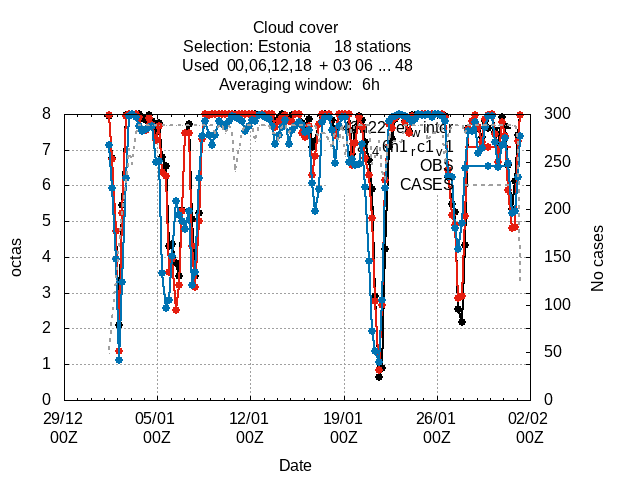 Cloud cover
Selection: Estonia 18 stations
Used 00,06,12,18 + 03 06 ... 48
Averaging window: 6h
octas
No cases
8
7
6
5
4
3
2
1
0
300
250
200
150
100
50
0
OBS
CASES
29/12 05/01 12/01 19/01 26/01 02/02
00Z 00Z 00Z 00Z 00Z 00Z
Date